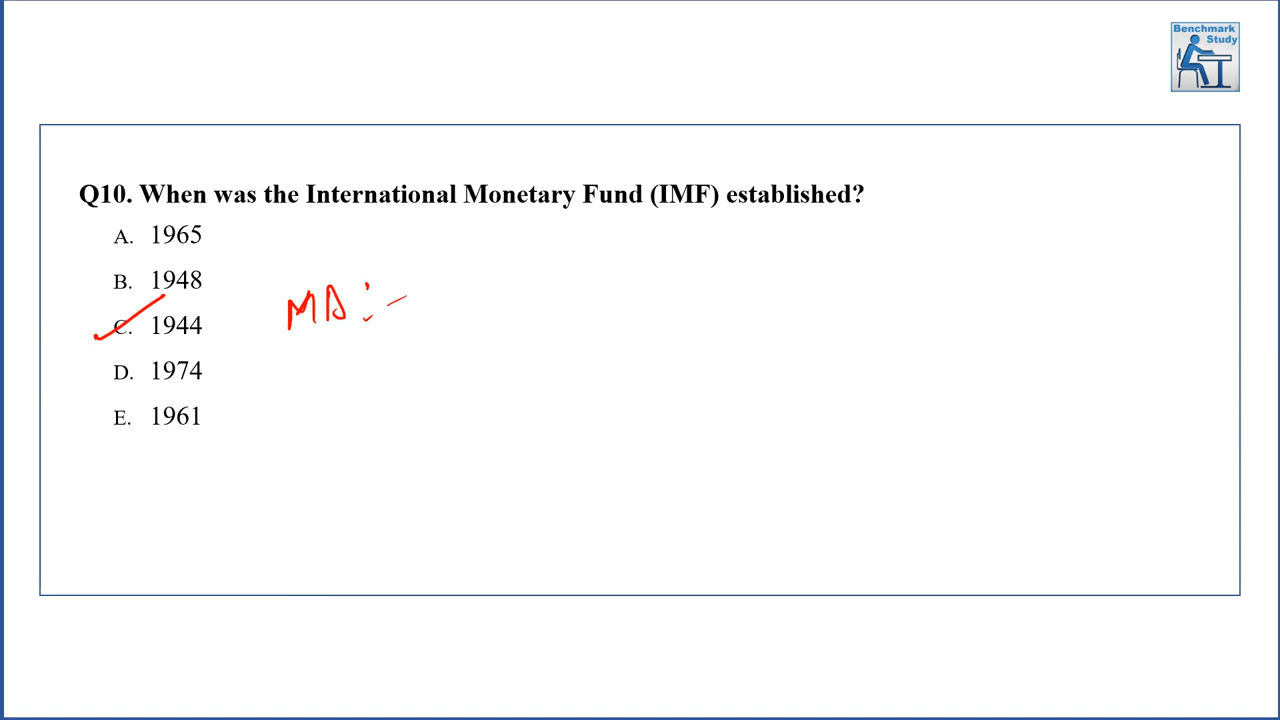 Benchmark
Study
Q10. When was the International Monetary Fund (IMF) established?
A. 1965
B. 1948
C. 1944
D. 1974
E. 1961
MD :-